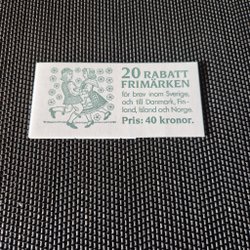 20 RABATT
FRIMÄRKEN
för brev inom Sverige,
och till Danmark, Fin-
land, Island och Norge.
Pris: 40 kronor.